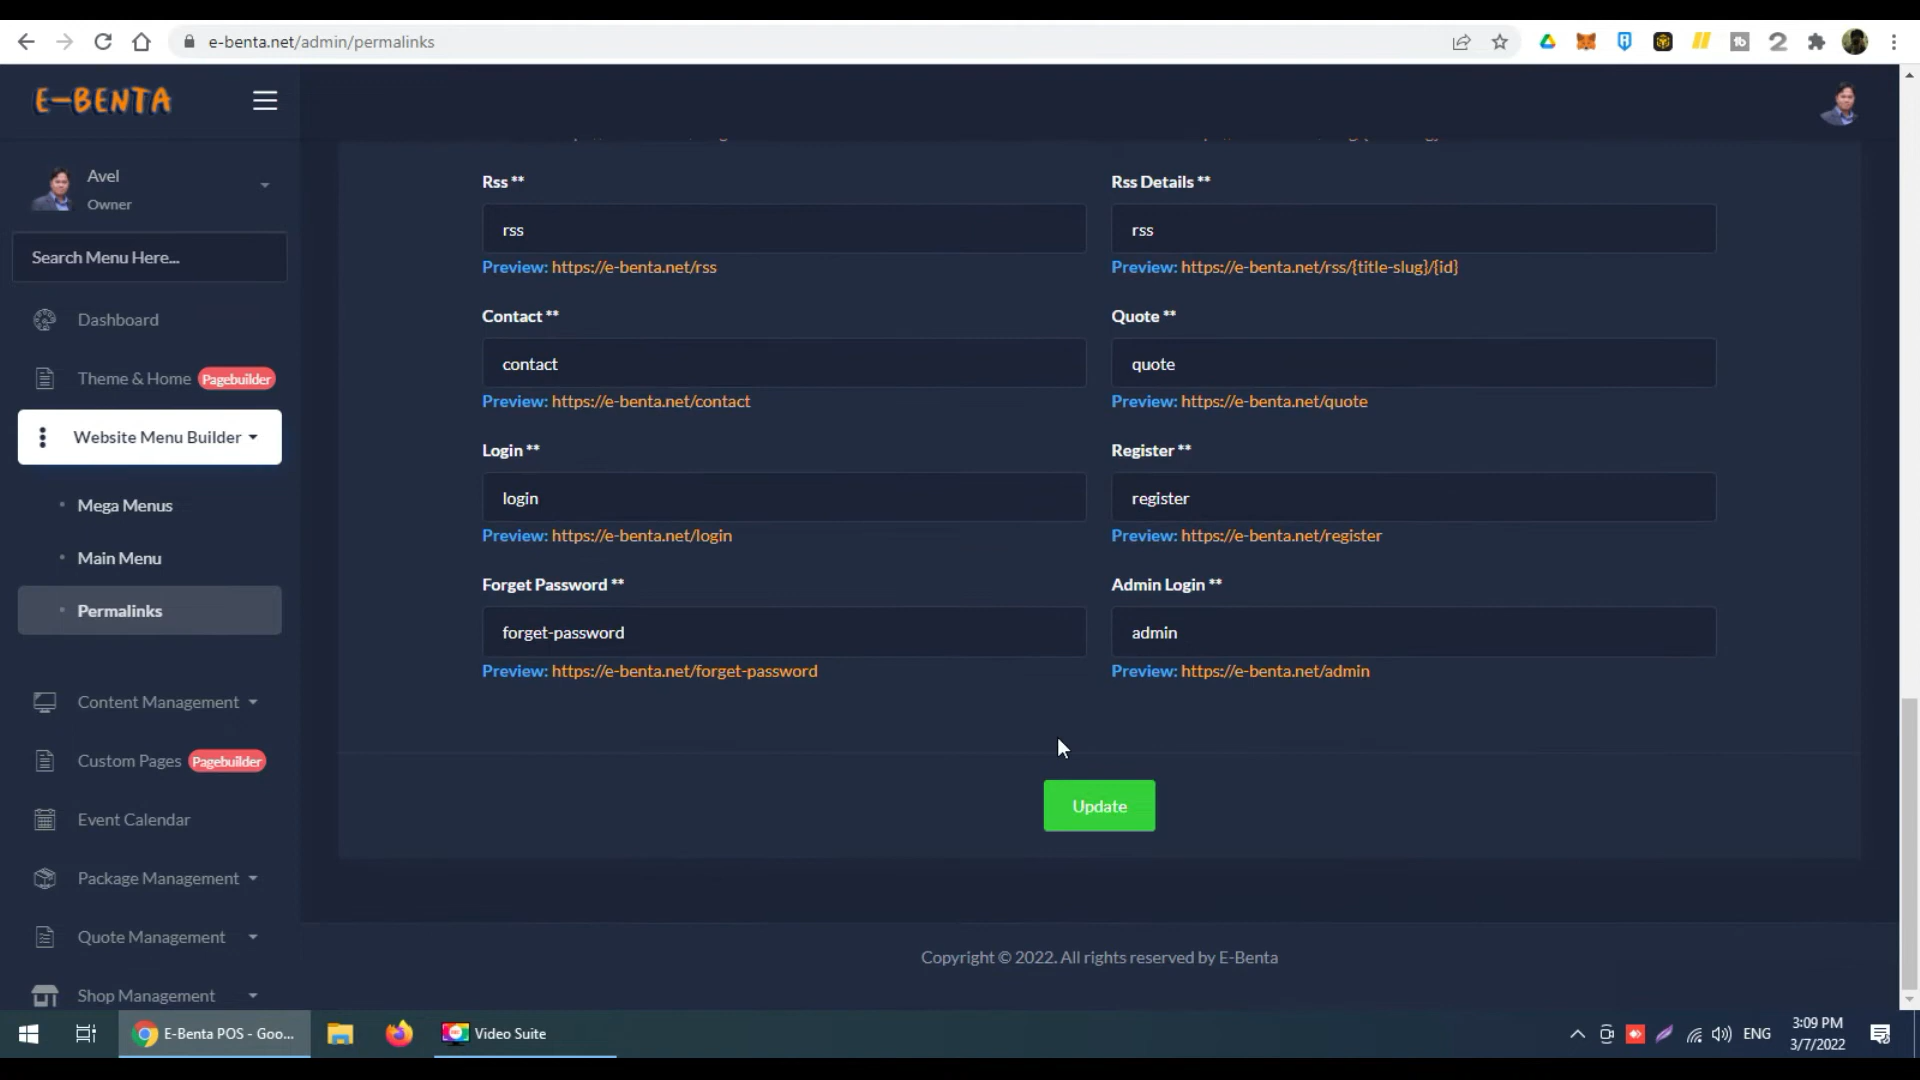 e-benta.net/admin/permalinks
E-BENTA
Avel
Owner
Search Menu Here...
Dashboard
Theme & Home Pagebuilder
Website Menu Builder
Mega Menus
Main Menu
Permalinks
Content Management
Custom Pages Pagebuilder
Event Calendar
Package Management
Quote Management
Shop Management
Rss ** Rss Details **
rss rss
Preview: https://e-benta.net/rss Preview: https://e-benta.net/rss/{title-slug}/{id}
Contact ** Quote **
contact quote
Preview: https://e-benta.net/contact Preview: https://e-benta.net/quote
Login ** Register **
login register
Preview: https://e-benta.net/login Preview: https://e-benta.net/register
Forget Password ** Admin Login **
forget-password admin
Preview: https://e-benta.net/forget-password Preview: https://e-benta.net/admin
Update
Copyright © 2022. All rights reserved by E-Benta
E-Benta POS - Goo...
Video Suite
ENG
3:09 PM
3/7/2022